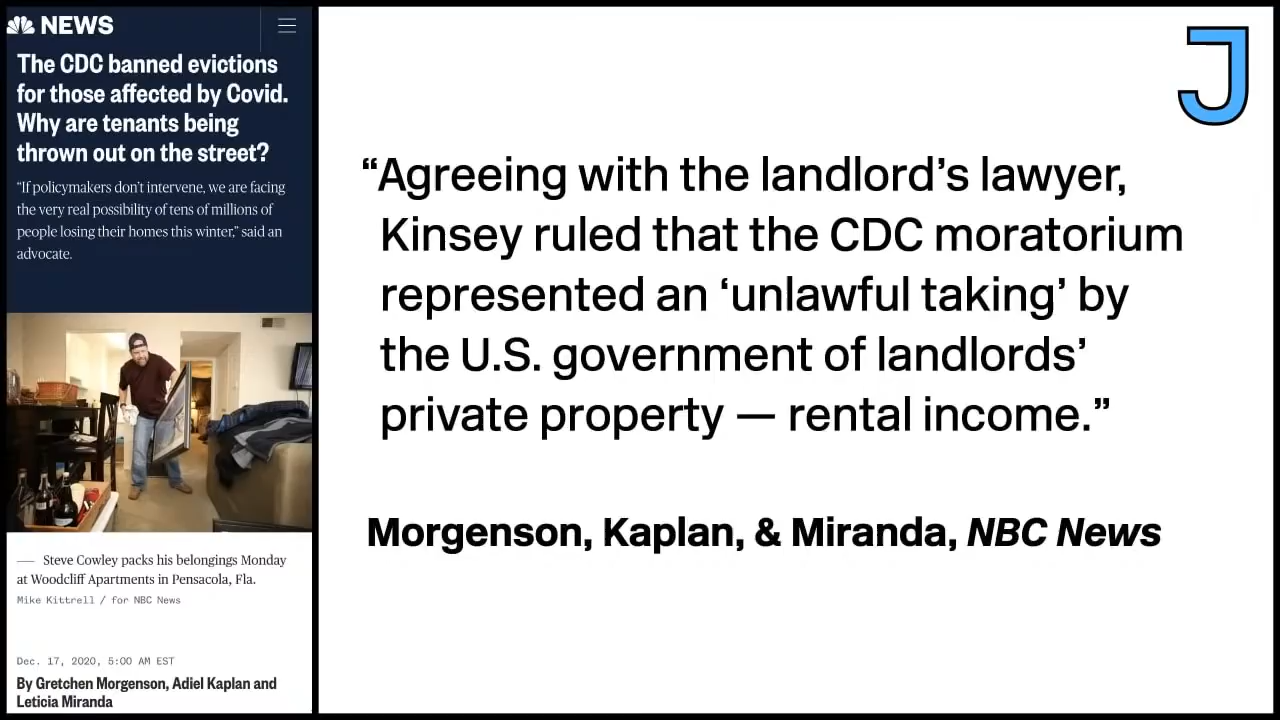 NEWS
The CDC banned evictions
for those affected by Covid.
Why are tenants being
thrown out on the street?
“If policymakers don’t intervene, we are facing
the very real possibility of tens of millions of
people losing their homes this winter,” said an
advocate.
— Steve Cowley packs his belongings Monday
at Woodcliff Apartments in Pensacola, Fla.
Mike Kittrell / for NBC News
Dec. 17, 2020, 5:00 AM EST
By Gretchen Morgenson, Adiel Kaplan and
Leticia Miranda
J
“Agreeing with the landlord’s lawyer,
Kinsey ruled that the CDC moratorium
represented an ‘unlawful taking’ by
the U.S. government of landlords’
private property — rental income.”
Morgenson, Kaplan, & Miranda, NBC News